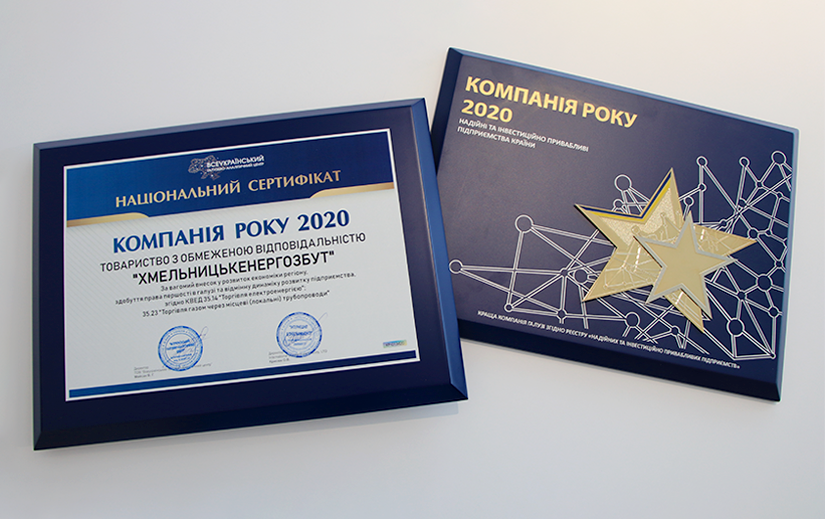 ВСЕУКРАЇНСЬКИЙ
НАЦІОНАЛЬНИЙ СЕРТИФІКАТ
КОМПАНІЯ РОКУ 2020
ТОВАРИСТВО З ОБМЕЖЕНОЮ ВІДПОВІДАЛЬНІСТЮ
"ХМЕЛЬНИЦЬКЕНЕРГОЗБУТ"
За вагомий внесок у розвиток економіки регіону,
здобуття права першості в галузі та відмінну динаміку розвитку підприємства,
згідно КВЕД 35.14 "Торгівля електроенергією";
35.23 "Торгівля газом через місцеві (локальні) трубопроводи"
КОМПАНІЯ РОКУ
2020
НАДІЙНІ ТА ІНВЕСТИЦІЙНО ПРИВАБЛИВІ
ПІДПРИЄМСТВА КРАЇНИ
КРАЩА КОМПАНІЯ ГАЛУЗІ ЗГІДНО РЕЄСТРУ «НАДІЙНИХ ТА ІНВЕСТИЦІЙНО ПРИВАБЛИВИХ ПІДПРИЄМСТВ»